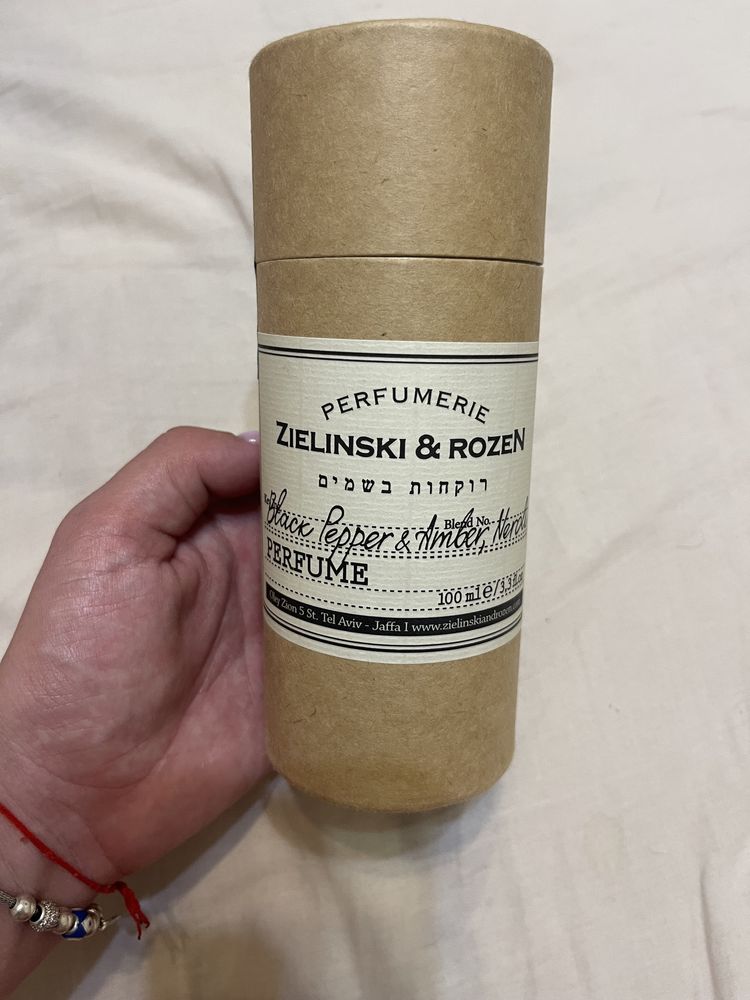 PERFUMERIE
ZIELINSKI & ROZEN
רוקחות בשמים
Blend No.
Black Pepper & Amber,
PERFUME
100 ml e/3,3 fl.oz
Oley Zion 5 St. Tel Aviv - Jaffa I www.zielinskiandrozen.com